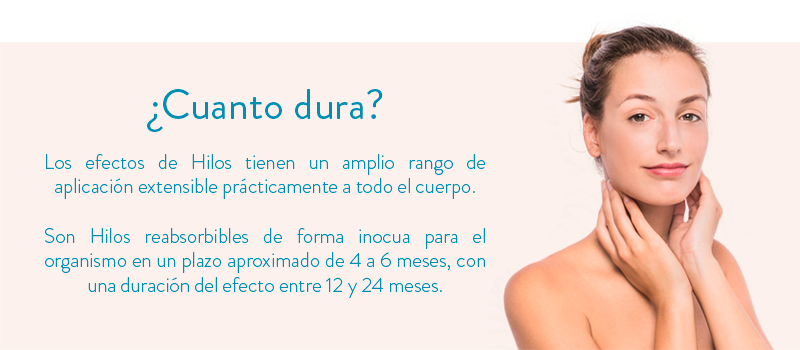 ¿Cuanto dura?
Los efectos de Hilos tienen un amplio rango de
aplicación extensible prácticamente a todo el cuerpo.
Son Hilos reabsorbibles de forma inocua para el
organismo en un plazo aproximado de 4 a 6 meses, con
una duración del efecto entre 12 y 24 meses.